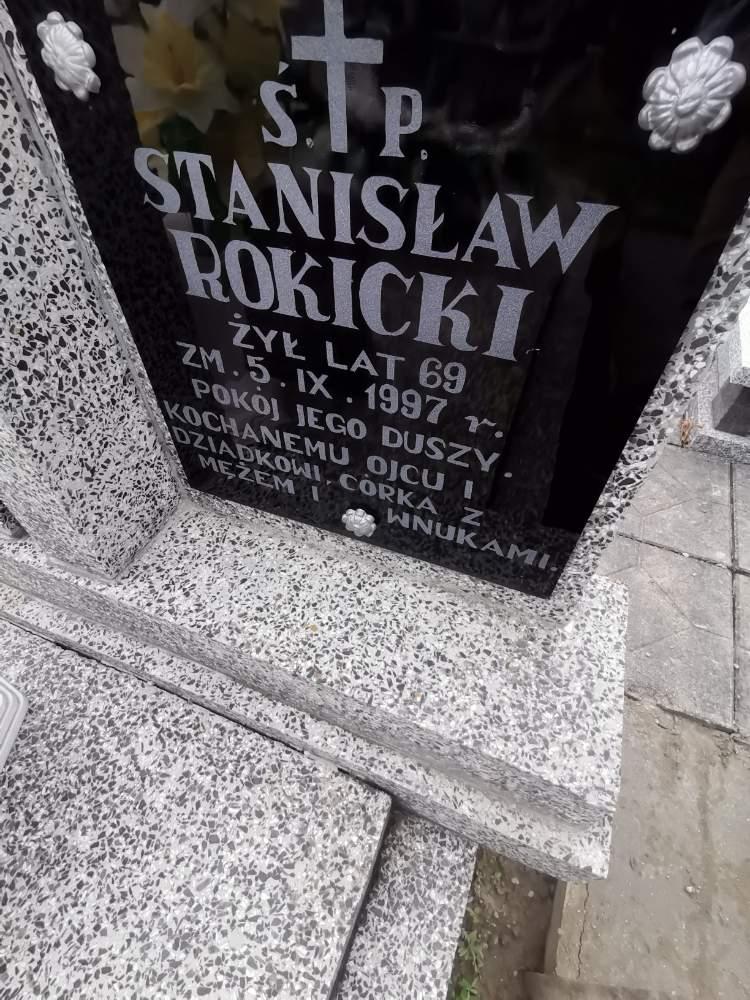 Ś. P.
STANISŁAW
ROKICKI
ŻYŁ LAT 69
ZM. 5. IX. 1997 r.
POKÓJ JEGO DUSZY.
KOCHANEMU OJCU I
DZIADKOWI, CÓRKA Z
MĘŻEM I WNUKAMI.